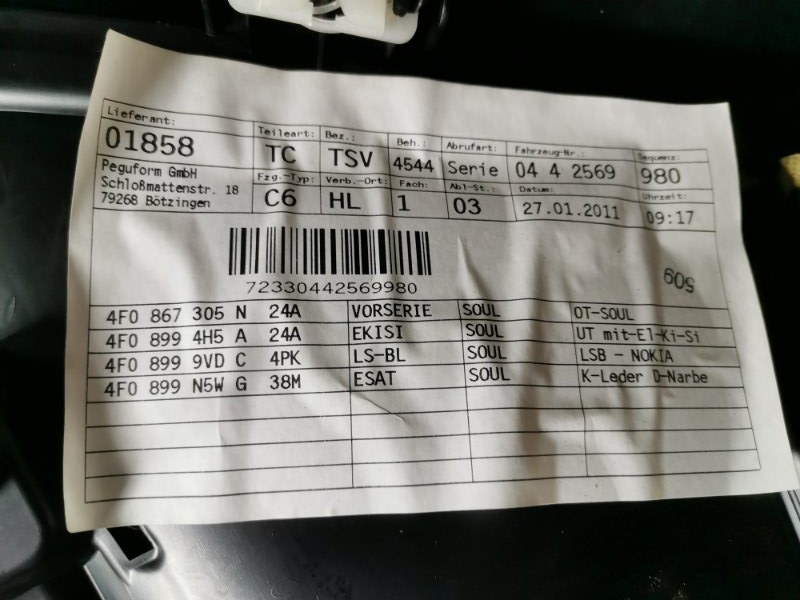 Lieferant: Teileart: Bez.: Beh.: Abrufart: Fahrzeug-Nr.: Sequenz:
01858 TC TSV 4544 Serie 04 4 2569 980
Peguform GmbH Fzg.-Typ: Verb.-Ort: Fach: Abl-St.: Datum: Uhrzeit:
Schloßmattenstr. 18 C6 HL 1 03 27.01.2011 09:17
79268 Bötzingen
72330442569980
50g
4F0 867 305 N 24A VORSERIE SOUL OT-SOUL
4F0 899 4H5 A 24A EKISI SOUL UT mit-El-Ki-Si
4F0 899 9VD C 4PK LS-BL SOUL LSB - NOKIA
4F0 899 N5W G 38M ESAT SOUL K-Leder D-Narbe